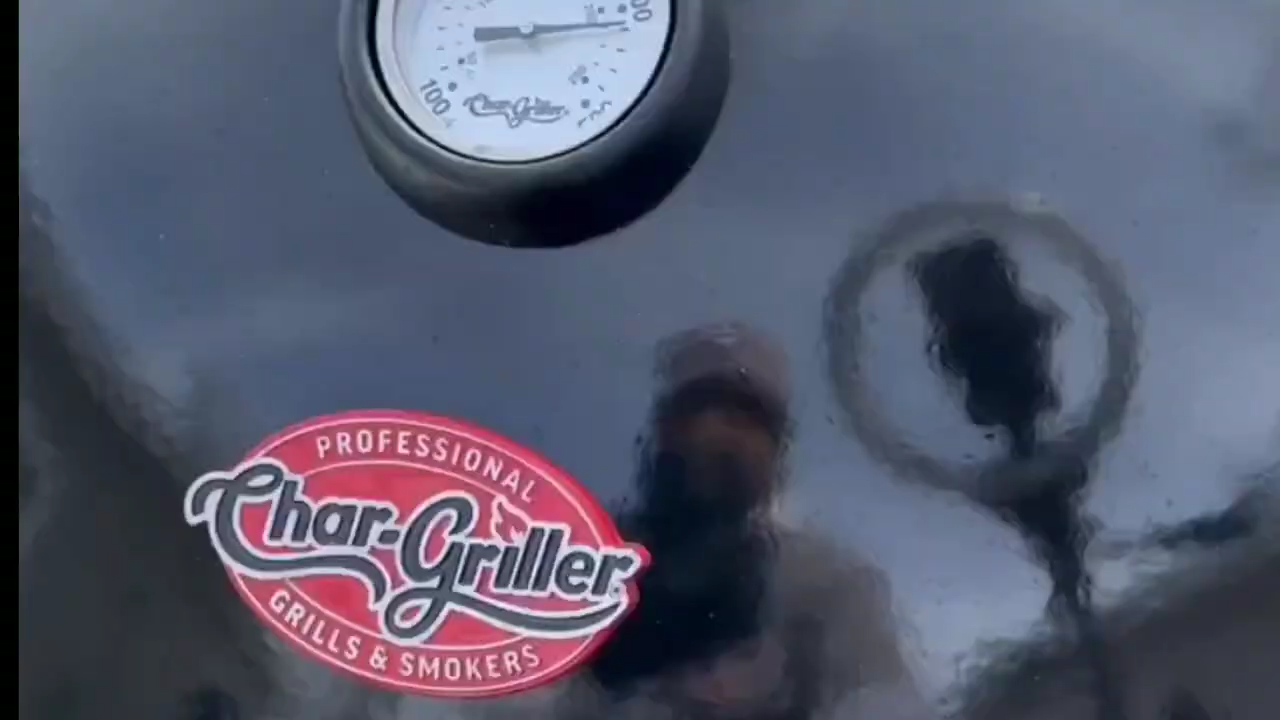 100
Char-Griller
PROFESSIONAL
Char-Griller
GRILLS & SMOKERS